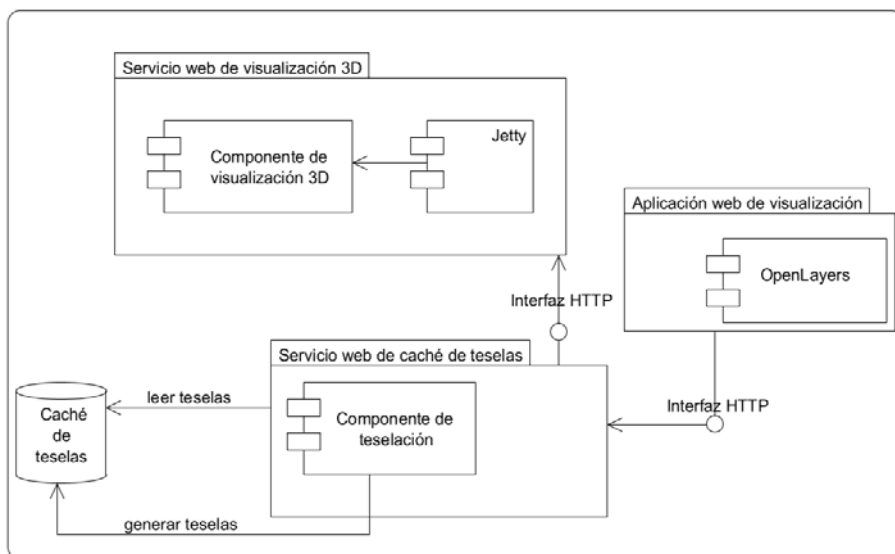 Servicio web de visualización 3D
Jetty
Componente de
visualización 3D
Aplicación web de visualización
OpenLayers
Interfaz HTTP
Servicio web de caché de teselas
Interfaz HTTP
leer teselas
Componente de
teselación
Caché
de
teselas
generar teselas